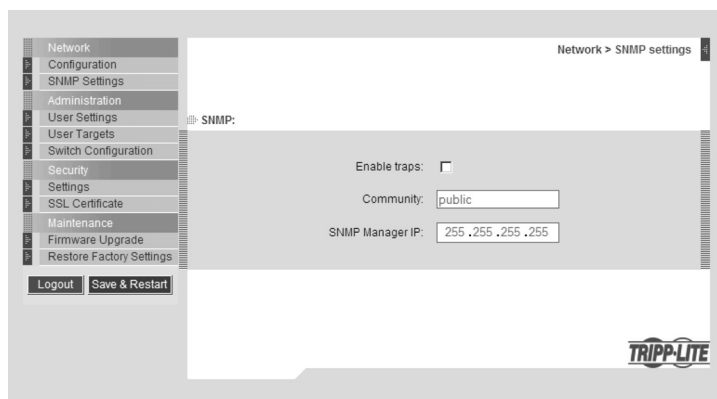 Network
Configuration
SNMP Settings
Administration
User Settings
User Targets
Switch Configuration
Security
Settings
SSL Certificate
Maintenance
Firmware Upgrade
Restore Factory Settings
Logout
Save & Restart
Network > SNMP settings
SNMP:
Enable traps:
Community: public
SNMP Manager IP: 255.255.255.255
TRIPP·LITE